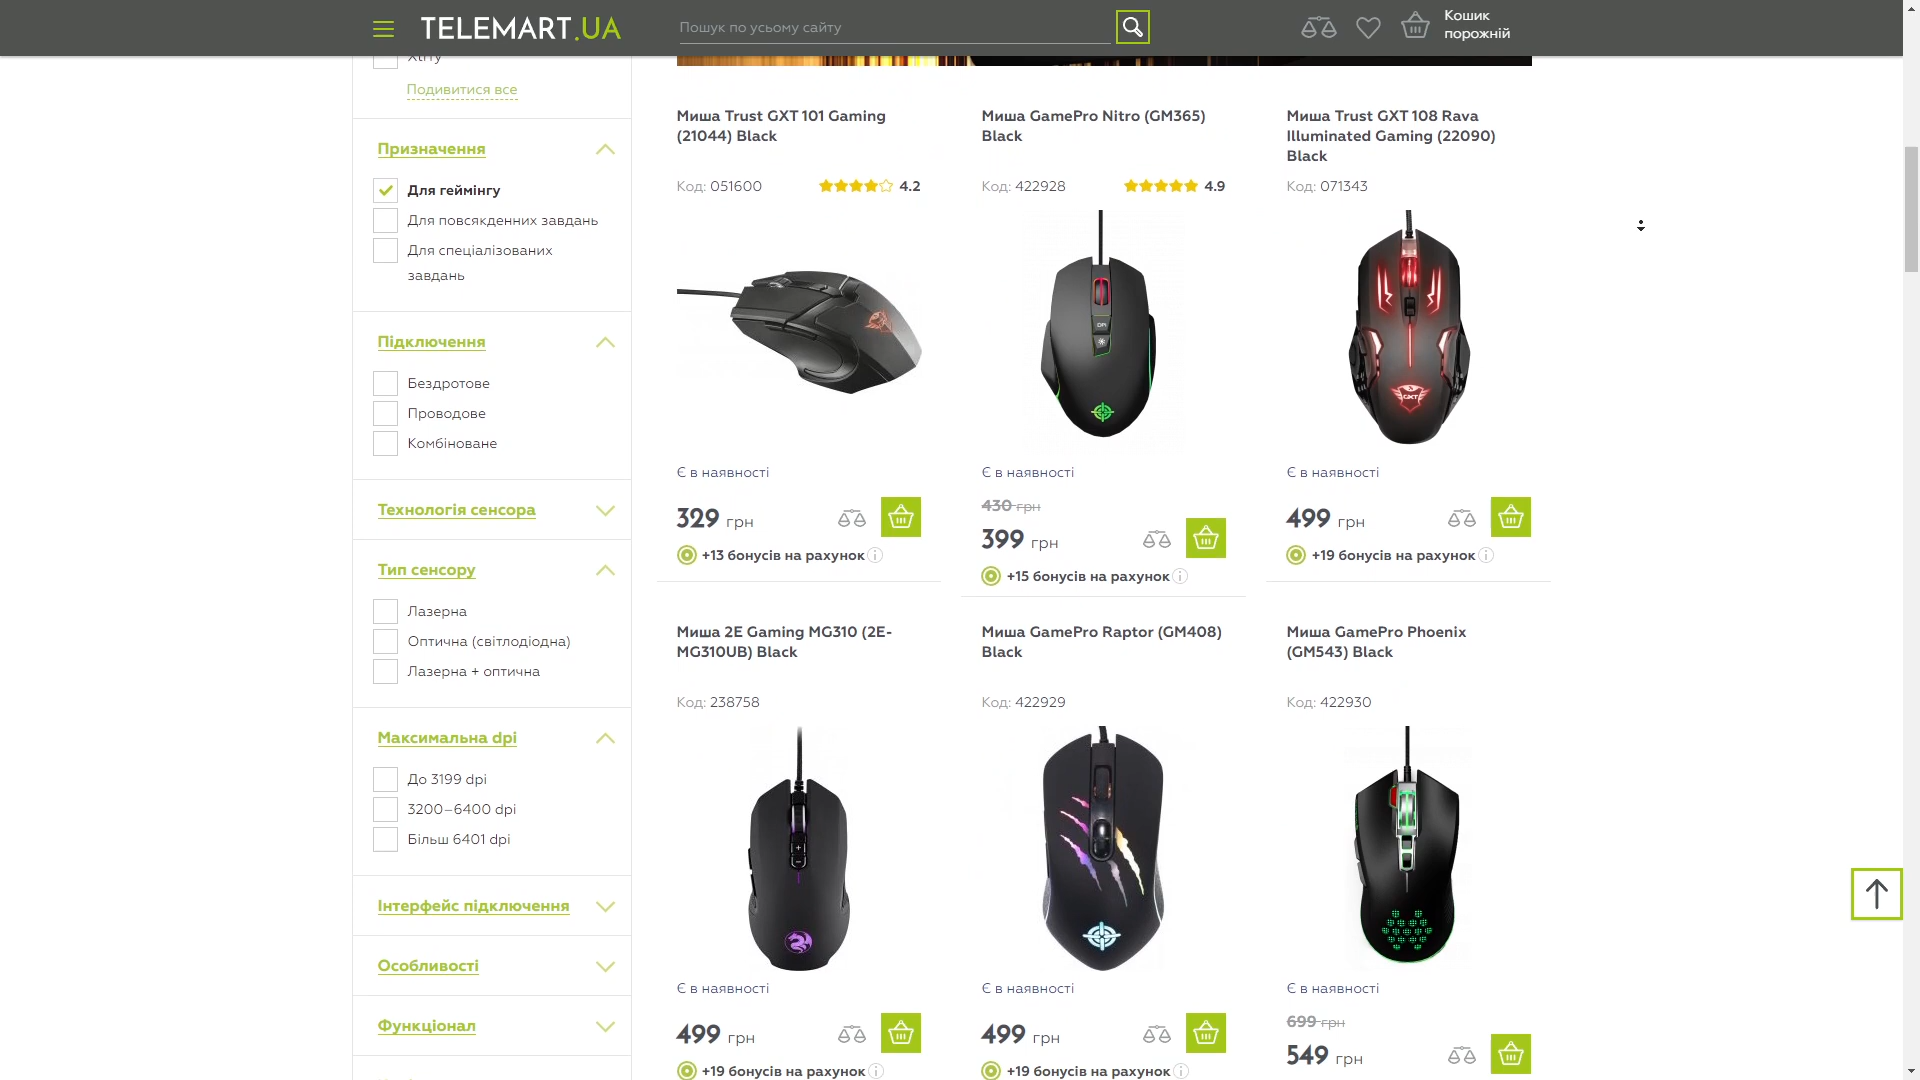 TELEMART.UA
Пошук по усьому сайту
Кошик
порожній
Подивитися все
Призначення
Для геймінгу
Для повсякденних завдань
Для спеціалізованих
завдань
Підключення
Бездротове
Проводове
Комбіноване
Технологія сенсора
Тип сенсору
Лазерна
Оптична (світлодіодна)
Лазерна + оптична
Максимальна dpi
До 3199 dpi
3200–6400 dpi
Більш 6401 dpi
Інтерфейс підключення
Особливості
Функціонал
Миша Trust GXT 101 Gaming
(21044) Black
Код: 051600
4.2
Є в наявності
329 грн
+13 бонусів на рахунок
Миша GamePro Nitro (GM365)
Black
Код: 422928
4.9
DPI
Є в наявності
430 грн
399 грн
+15 бонусів на рахунок
Миша Trust GXT 108 Rava
Illuminated Gaming (22090)
Black
Код: 071343
GXT
Є в наявності
499 грн
+19 бонусів на рахунок
Миша 2E Gaming MG310 (2E-
MG310UB) Black
Код: 238758
Є в наявності
499 грн
+19 бонусів на рахунок
Миша GamePro Raptor (GM408)
Black
Код: 422929
Є в наявності
499 грн
+19 бонусів на рахунок
Миша GamePro Phoenix
(GM543) Black
Код: 422930
Є в наявності
699 грн
549 грн